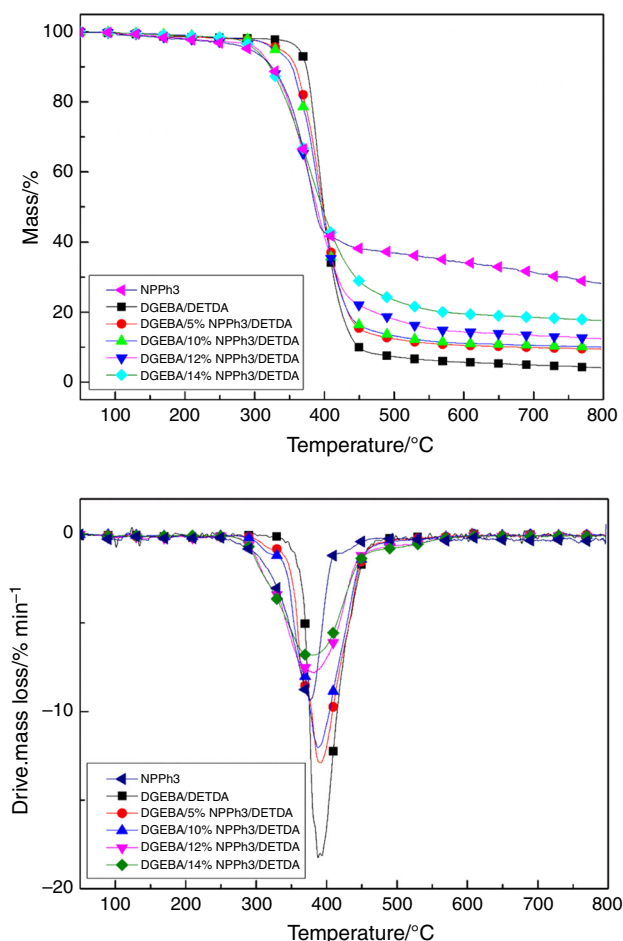 100
80
60
40
20
0
Mass/%
NPPh3
DGEBA/DETDA
DGEBA/5% NPPh3/DETDA
DGEBA/10% NPPh3/DETDA
DGEBA/12% NPPh3/DETDA
DGEBA/14% NPPh3/DETDA
100 200 300 400 500 600 700 800
Temperature/°C
0
−10
−20
Drive.mass loss/% min−1
NPPh3
DGEBA/DETDA
DGEBA/5% NPPh3/DETDA
DGEBA/10% NPPh3/DETDA
DGEBA/12% NPPh3/DETDA
DGEBA/14% NPPh3/DETDA
100 200 300 400 500 600 700 800
Temperature/°C